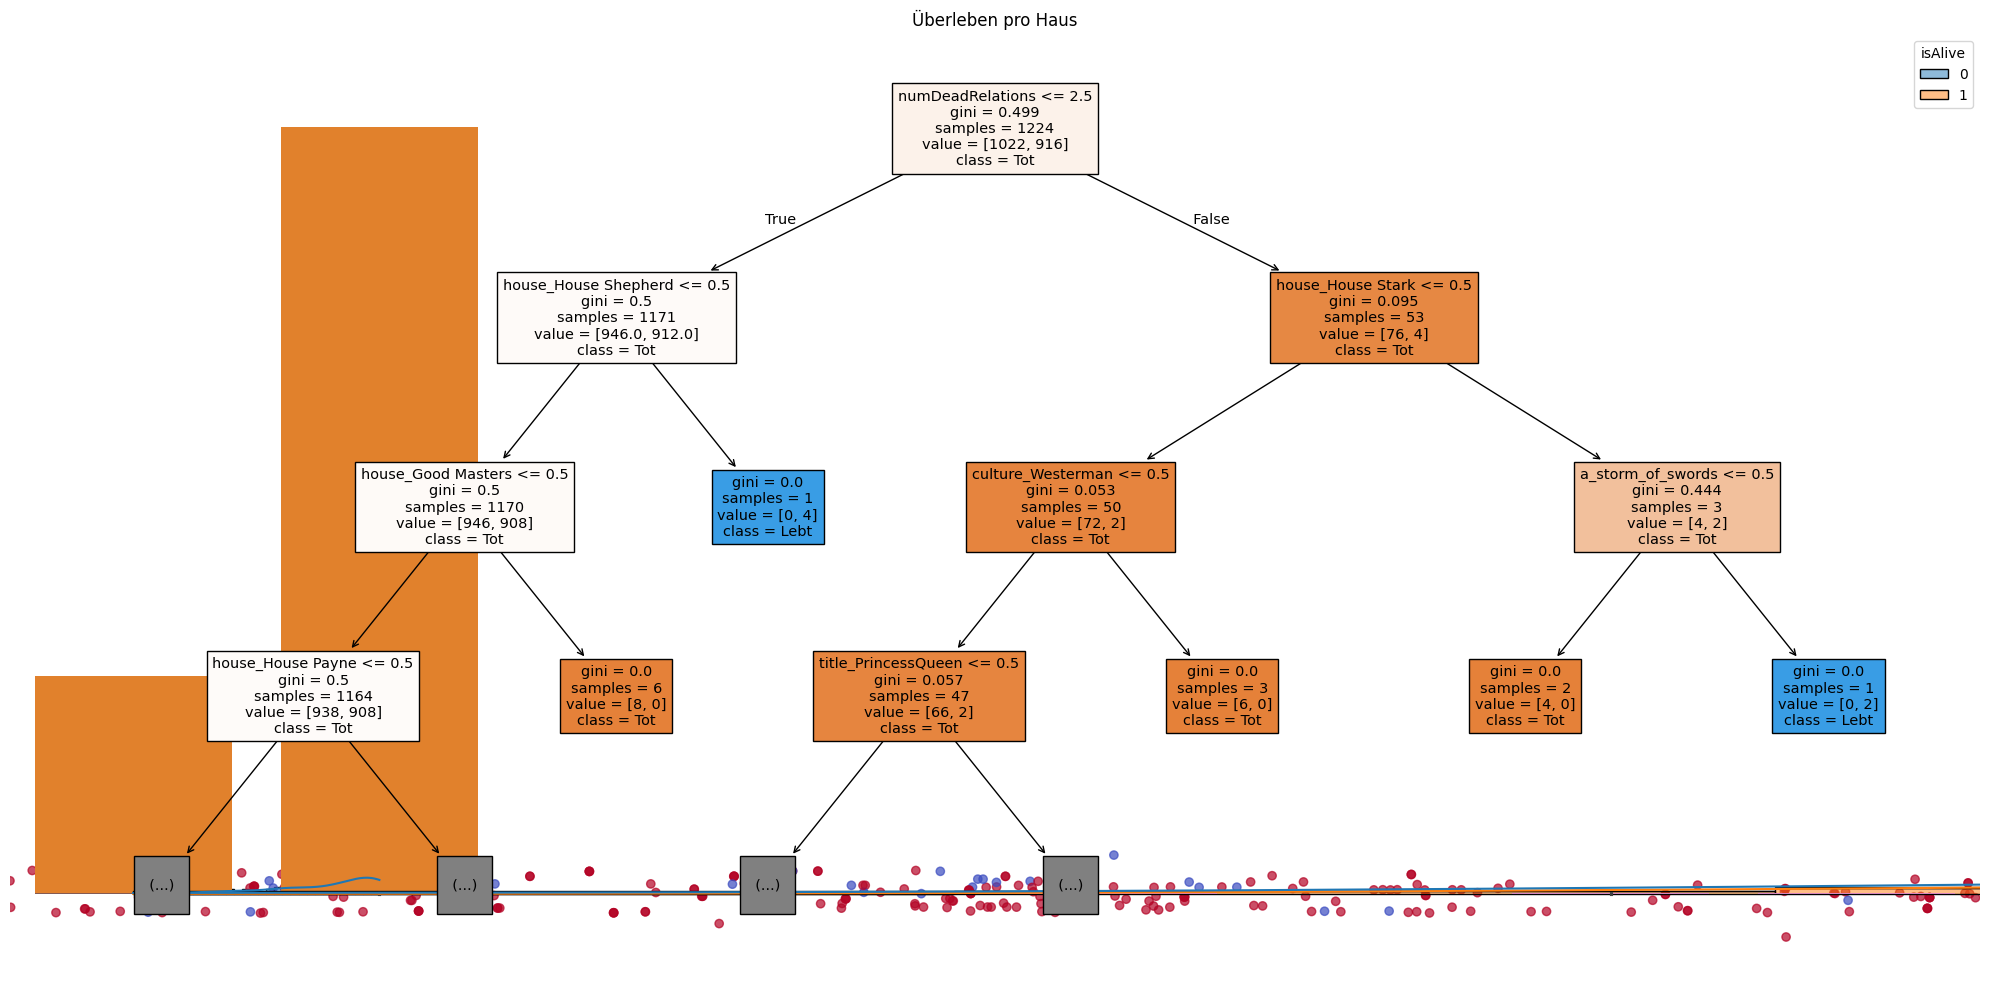 Überleben pro Haus
isAlive
0
1
numDeadRelations <= 2.5
gini = 0.499
samples = 1224
value = [1022, 916]
class = Tot
True
False
house_House Shepherd <= 0.5
gini = 0.5
samples = 1171
value = [946.0, 912.0]
class = Tot
house_House Stark <= 0.5
gini = 0.095
samples = 53
value = [76, 4]
class = Tot
house_Good Masters <= 0.5
gini = 0.5
samples = 1170
value = [946, 908]
class = Tot
gini = 0.0
samples = 1
value = [0, 4]
class = Lebt
culture_Westerman <= 0.5
gini = 0.053
samples = 50
value = [72, 2]
class = Tot
a_storm_of_swords <= 0.5
gini = 0.444
samples = 3
value = [4, 2]
class = Tot
house_House Payne <= 0.5
gini = 0.5
samples = 1164
value = [938, 908]
class = Tot
gini = 0.0
samples = 6
value = [8, 0]
class = Tot
title_PrincessQueen <= 0.5
gini = 0.057
samples = 47
value = [66, 2]
class = Tot
gini = 0.0
samples = 3
value = [6, 0]
class = Tot
gini = 0.0
samples = 2
value = [4, 0]
class = Tot
gini = 0.0
samples = 1
value = [0, 2]
class = Lebt
(...)
(...)
(...)
(...)